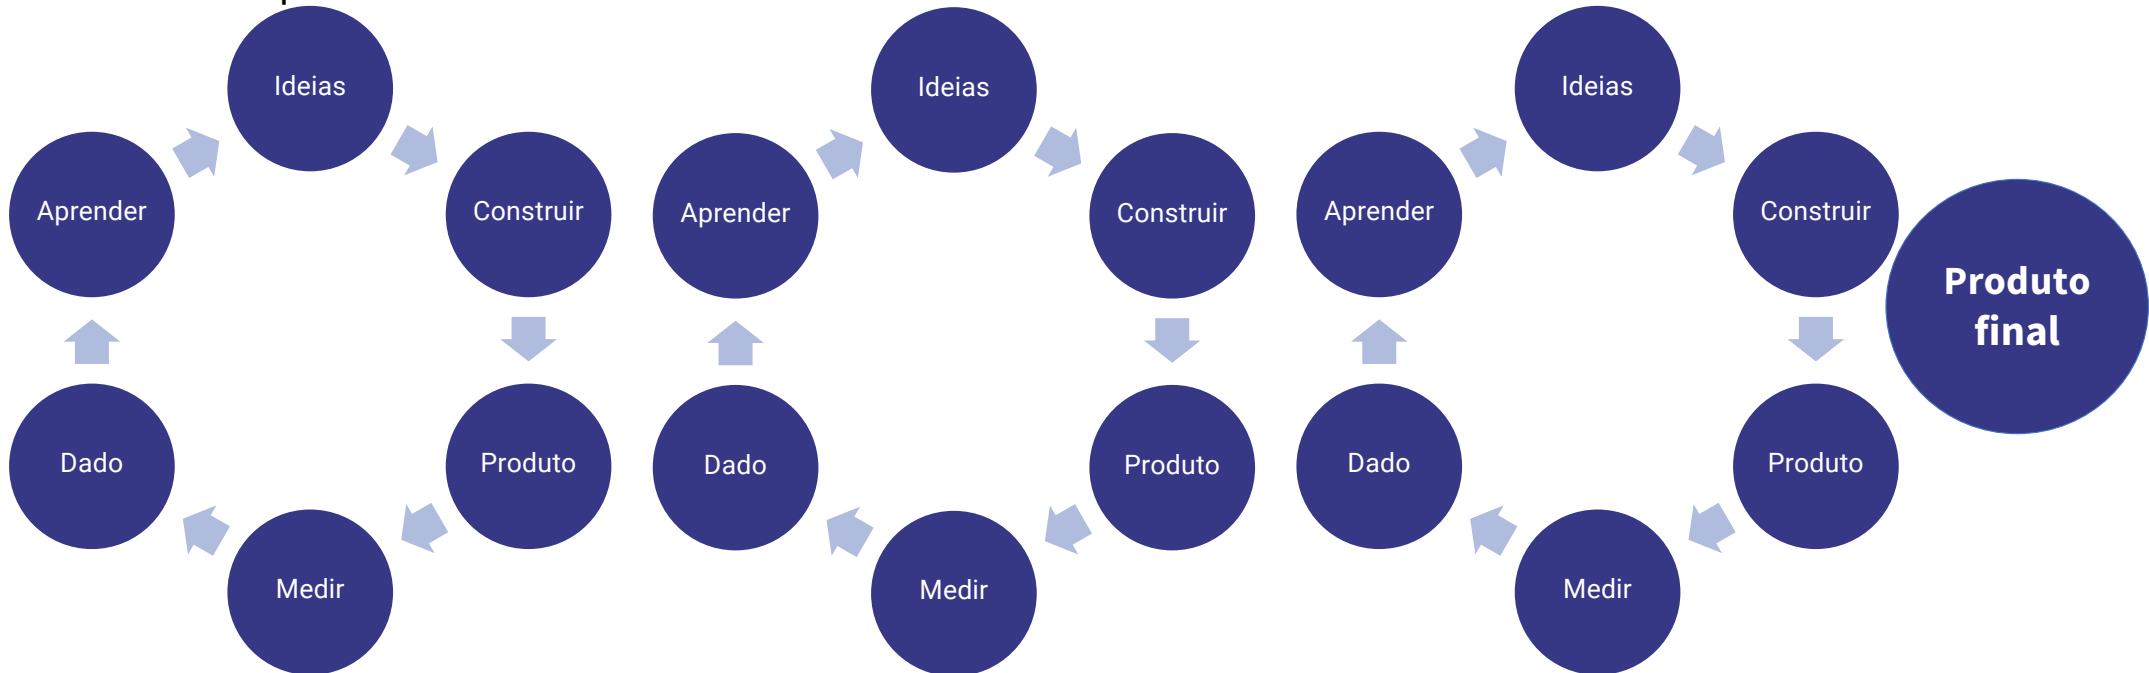 Ideias
Construir
Produto
Medir
Dado
Aprender
Ideias
Construir
Produto
Medir
Dado
Aprender
Ideias
Construir
Produto
Medir
Dado
Aprender
Produto
final